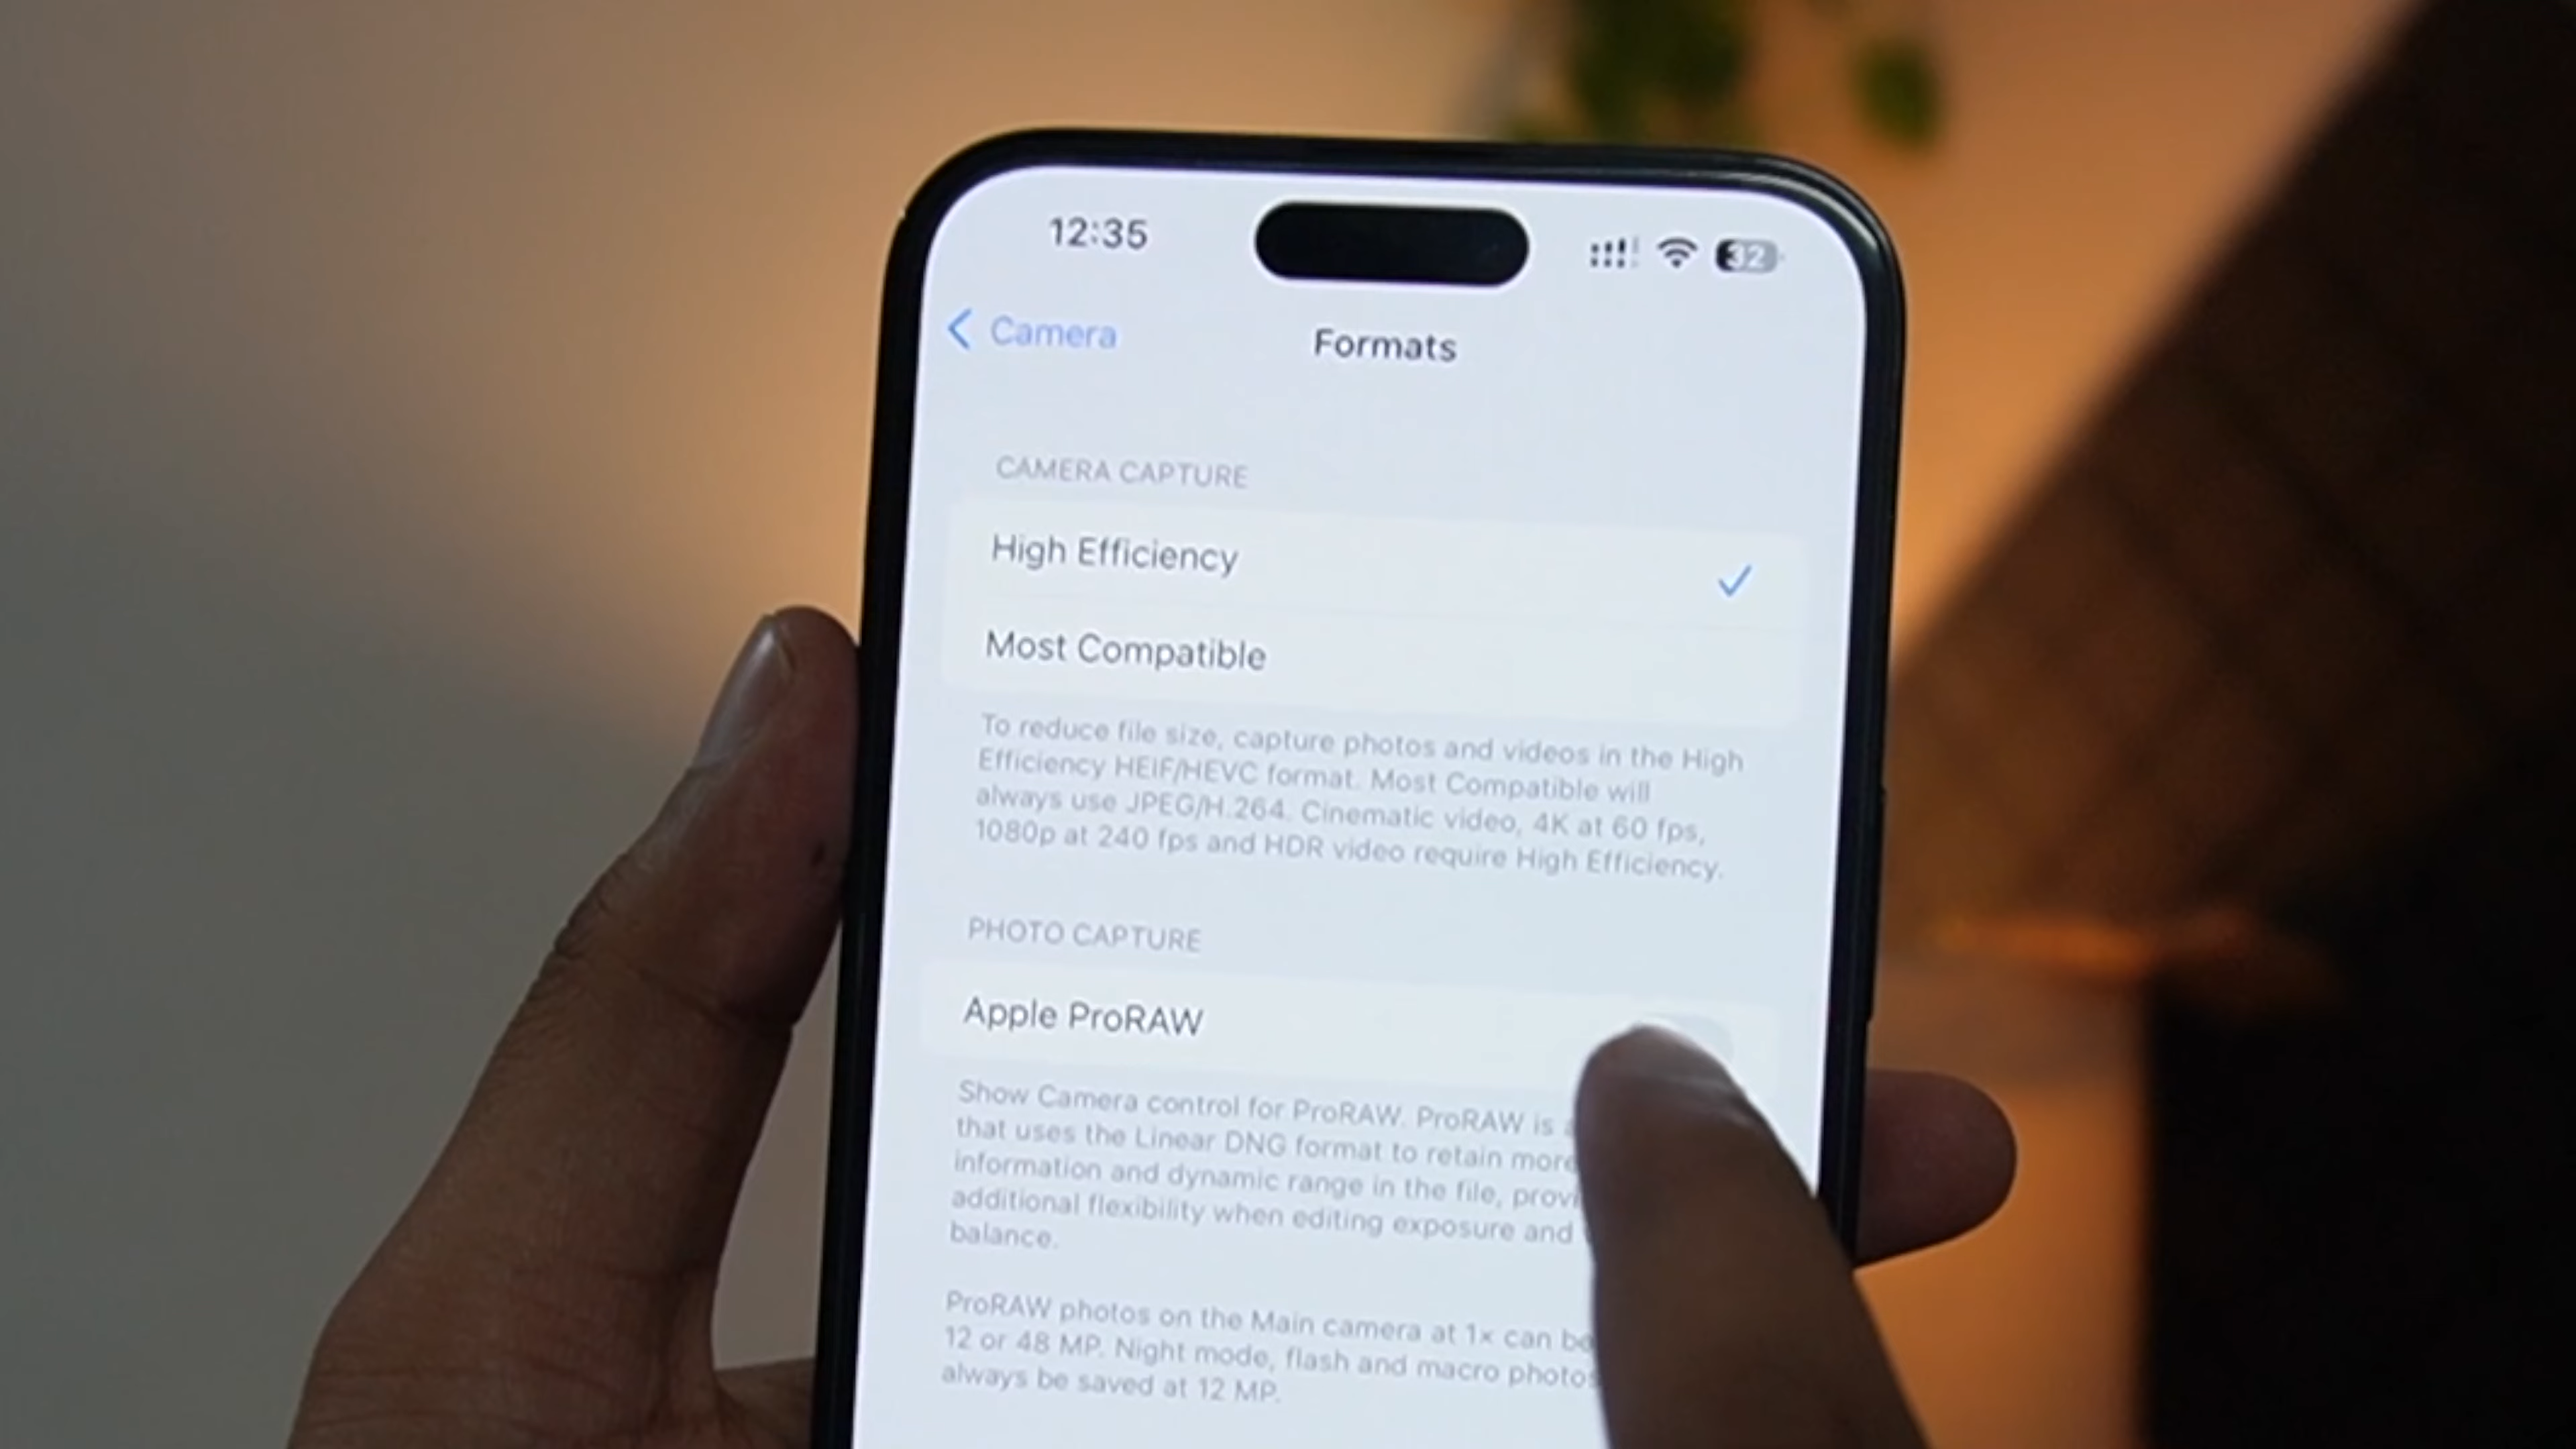 12:35
32
Camera
Formats
CAMERA CAPTURE
High Efficiency
Most Compatible
To reduce file size, capture photos and videos in the High
Efficiency HEIF/HEVC format. Most Compatible will
always use JPEG/H.264. Cinematic video, 4K at 60 fps,
1080p at 240 fps and HDR video require High Efficiency.
PHOTO CAPTURE
Apple ProRAW
Show Camera control for ProRAW. ProRAW is
that uses the Linear DNG format to retain more
information and dynamic range in the file,
additional flexibility when editing exposure and
balance.
ProRAW photos on the Main camera at 1x can be
12 or 48 MP. Night mode, flash and macro photos
always be saved at 12 MP.